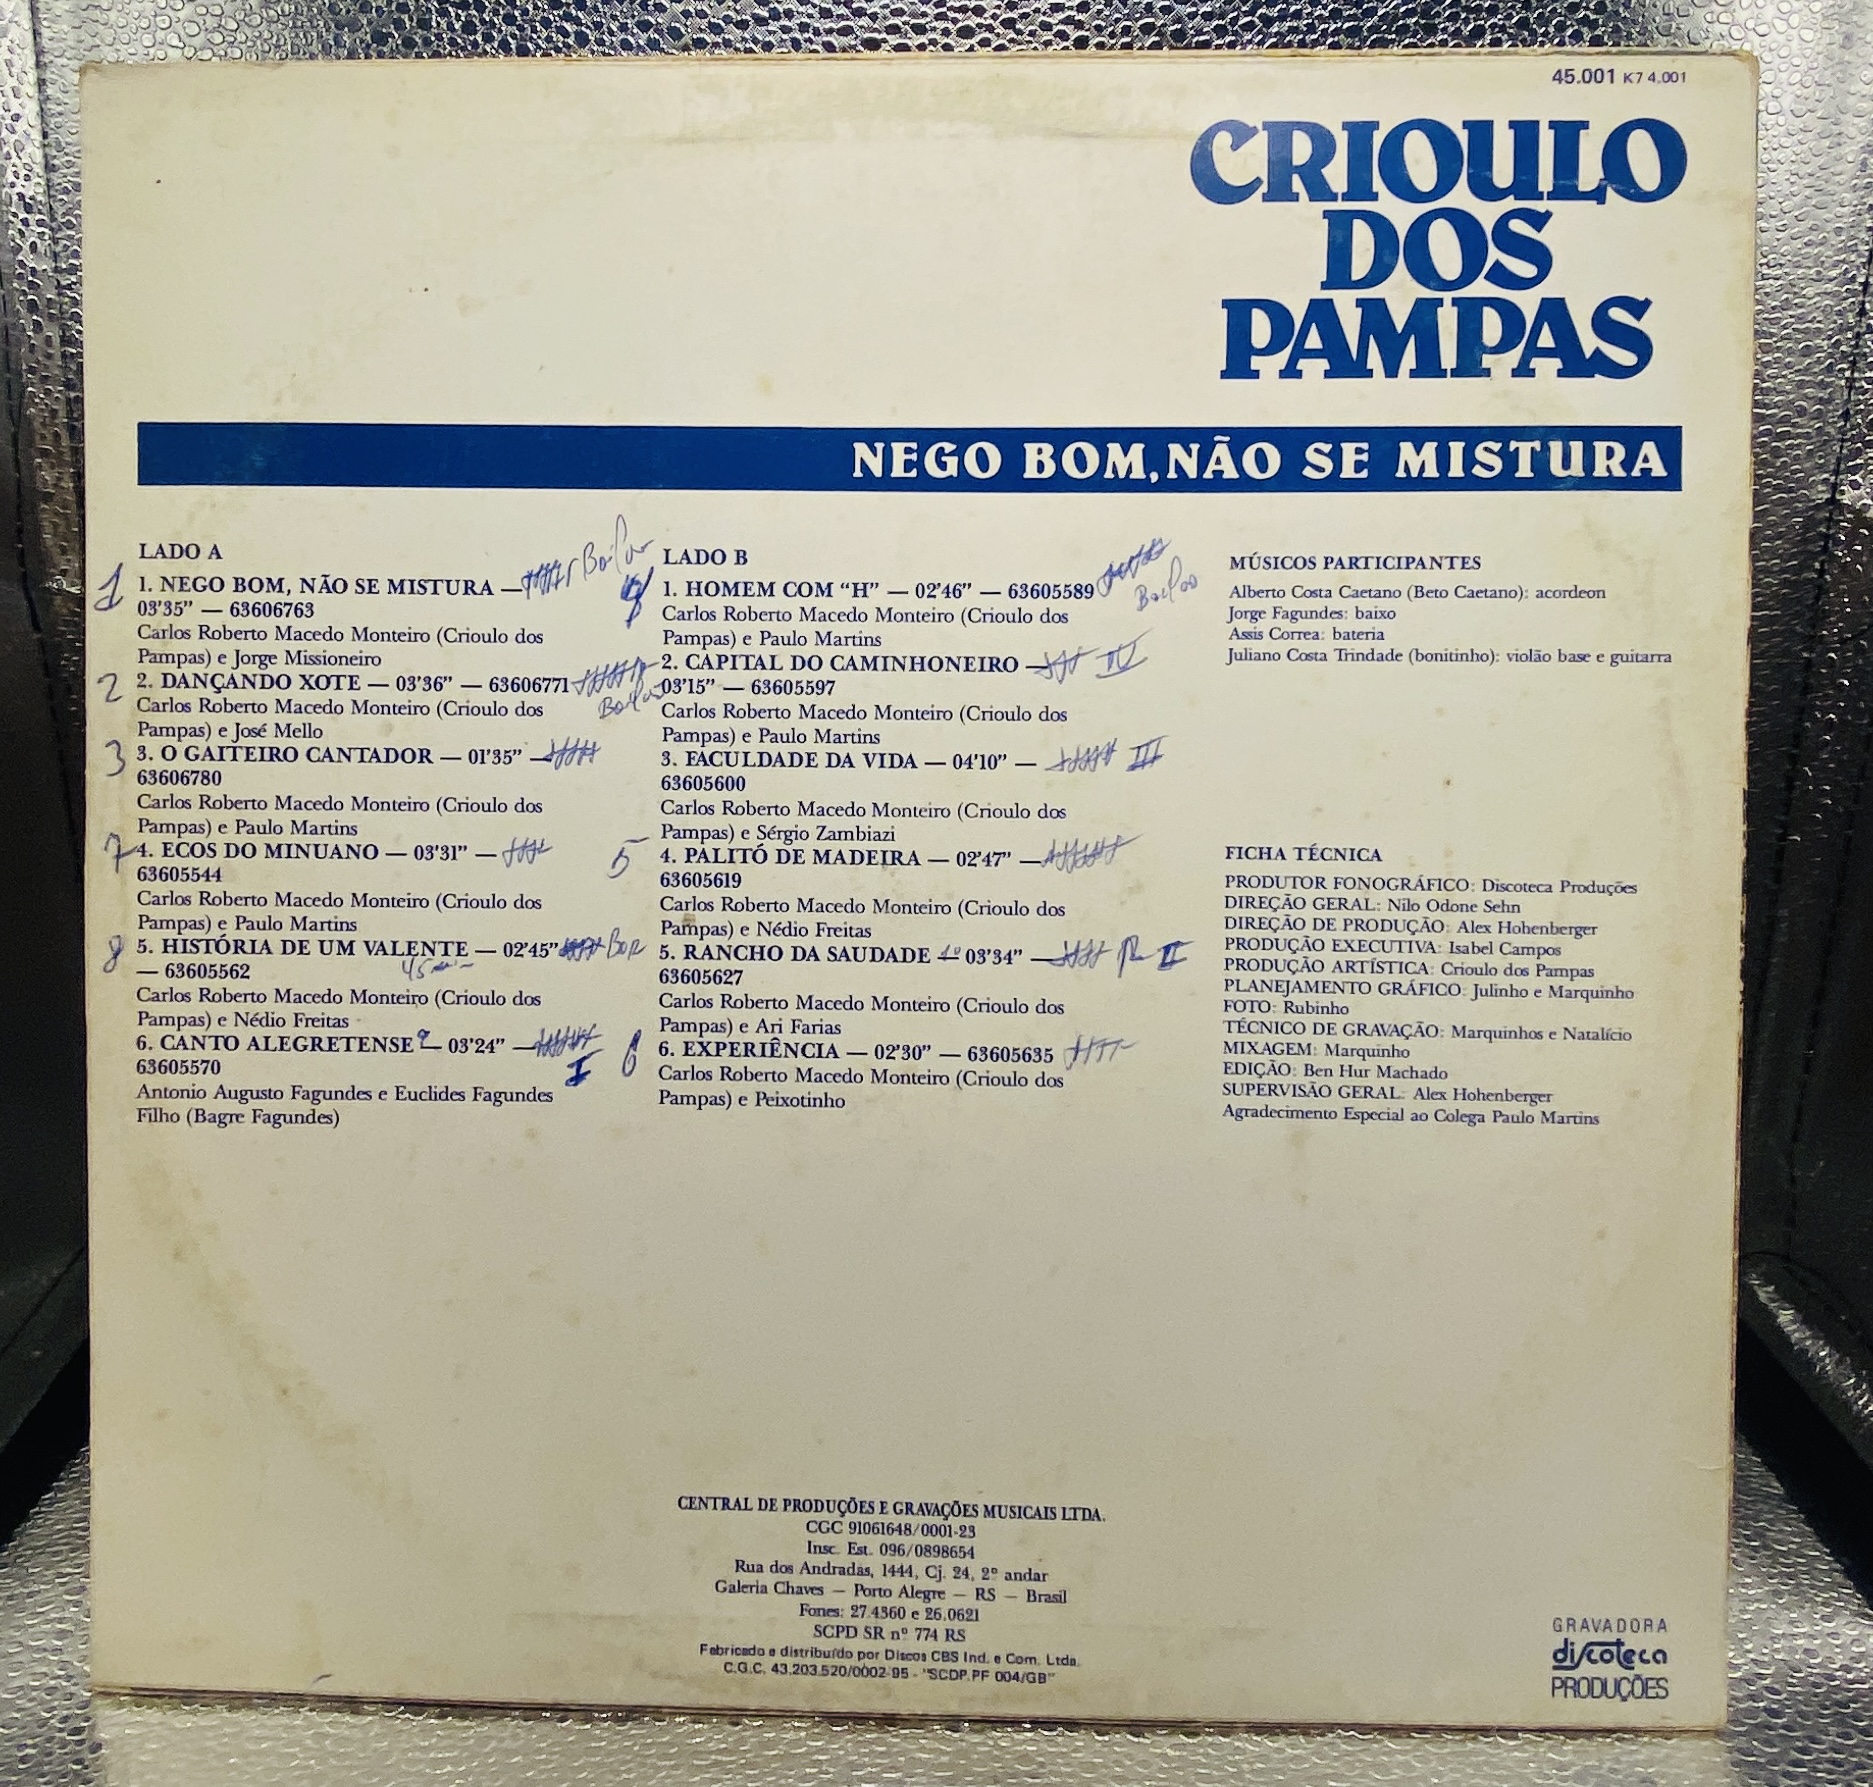 45.001 K7 4.001
CRIOULO
DOS
PAMPAS
NEGO BOM, NÃO SE MISTURA
LADO A
1 1. NEGO BOM, NÃO SE MISTURA —
03'35” — 63606763
Carlos Roberto Macedo Monteiro (Crioulo dos
Pampas) e Jorge Missioneiro
2 2. DANÇANDO XOTE — 03'36” — 63606771
Carlos Roberto Macedo Monteiro (Crioulo dos
Pampas) e José Mello
3 3. O GAITEIRO CANTADOR — 01'35” —
63606780
Carlos Roberto Macedo Monteiro (Crioulo dos
Pampas) e Paulo Martins
7 4. ECOS DO MINUANO — 03'31” —
63605544
Carlos Roberto Macedo Monteiro (Crioulo dos
Pampas) e Paulo Martins
8 5. HISTÓRIA DE UM VALENTE — 02'45”
— 63605562
Carlos Roberto Macedo Monteiro (Crioulo dos
Pampas) e Nédio Freitas
6. CANTO ALEGRETENSE — 03'24” —
63605570 I
Antonio Augusto Fagundes e Euclides Fagundes
Filho (Bagre Fagundes)
LADO B
1. HOMEM COM “H” — 02'46” — 63605589
Carlos Roberto Macedo Monteiro (Crioulo dos
Pampas) e Paulo Martins
2. CAPITAL DO CAMINHONEIRO — IV
03'15” — 63605597
Carlos Roberto Macedo Monteiro (Crioulo dos
Pampas) e Paulo Martins
3. FACULDADE DA VIDA — 04'10” — III
63605600
Carlos Roberto Macedo Monteiro (Crioulo dos
Pampas) e Sérgio Zambiazi
5 4. PALITÓ DE MADEIRA — 02'47” —
63605619
Carlos Roberto Macedo Monteiro (Crioulo dos
Pampas) e Nédio Freitas
5. RANCHO DA SAUDADE — 03'34” — II
63605627
Carlos Roberto Macedo Monteiro (Crioulo dos
Pampas) e Ari Farias
6 6. EXPERIÊNCIA — 02'30” — 63605635
Carlos Roberto Macedo Monteiro (Crioulo dos
Pampas) e Peixotinho
MÚSICOS PARTICIPANTES
Alberto Costa Caetano (Beto Caetano): acordeon
Jorge Fagundes: baixo
Assis Correa: bateria
Juliano Costa Trindade (bonitinho): violão base e guitarra
FICHA TÉCNICA
PRODUTOR FONOGRÁFICO: Discoteca Produções
DIREÇÃO GERAL: Nilo Odone Sehn
DIREÇÃO DE PRODUÇÃO: Alex Hohenberger
PRODUÇÃO EXECUTIVA: Isabel Campos
PRODUÇÃO ARTÍSTICA: Crioulo dos Pampas
PLANEJAMENTO GRÁFICO: Julinho e Marquinho
FOTO: Rubinho
TÉCNICO DE GRAVAÇÃO: Marquinhos e Natalício
MIXAGEM: Marquinho
EDIÇÃO: Ben Hur Machado
SUPERVISÃO GERAL: Alex Hohenberger
Agradecimento Especial ao Colega Paulo Martins
CENTRAL DE PRODUÇÕES E GRAVAÇÕES MUSICAIS LTDA.
CGC 91061648/0001-23
Insc. Est. 096/0898654
Rua dos Andradas, 1444, Cj. 24, 2º andar
Galeria Chaves — Porto Alegre — RS — Brasil
Fones: 27.4360 e 26.0621
SCPD SR nº 774 RS
Fabricado e distribuído por Discos CBS Ind. e Com. Ltda.
C.G.C. 43.203.520/0002-95 - "SCDP.PF 004/GB"
GRAVADORA
discoteca
PRODUÇÕES